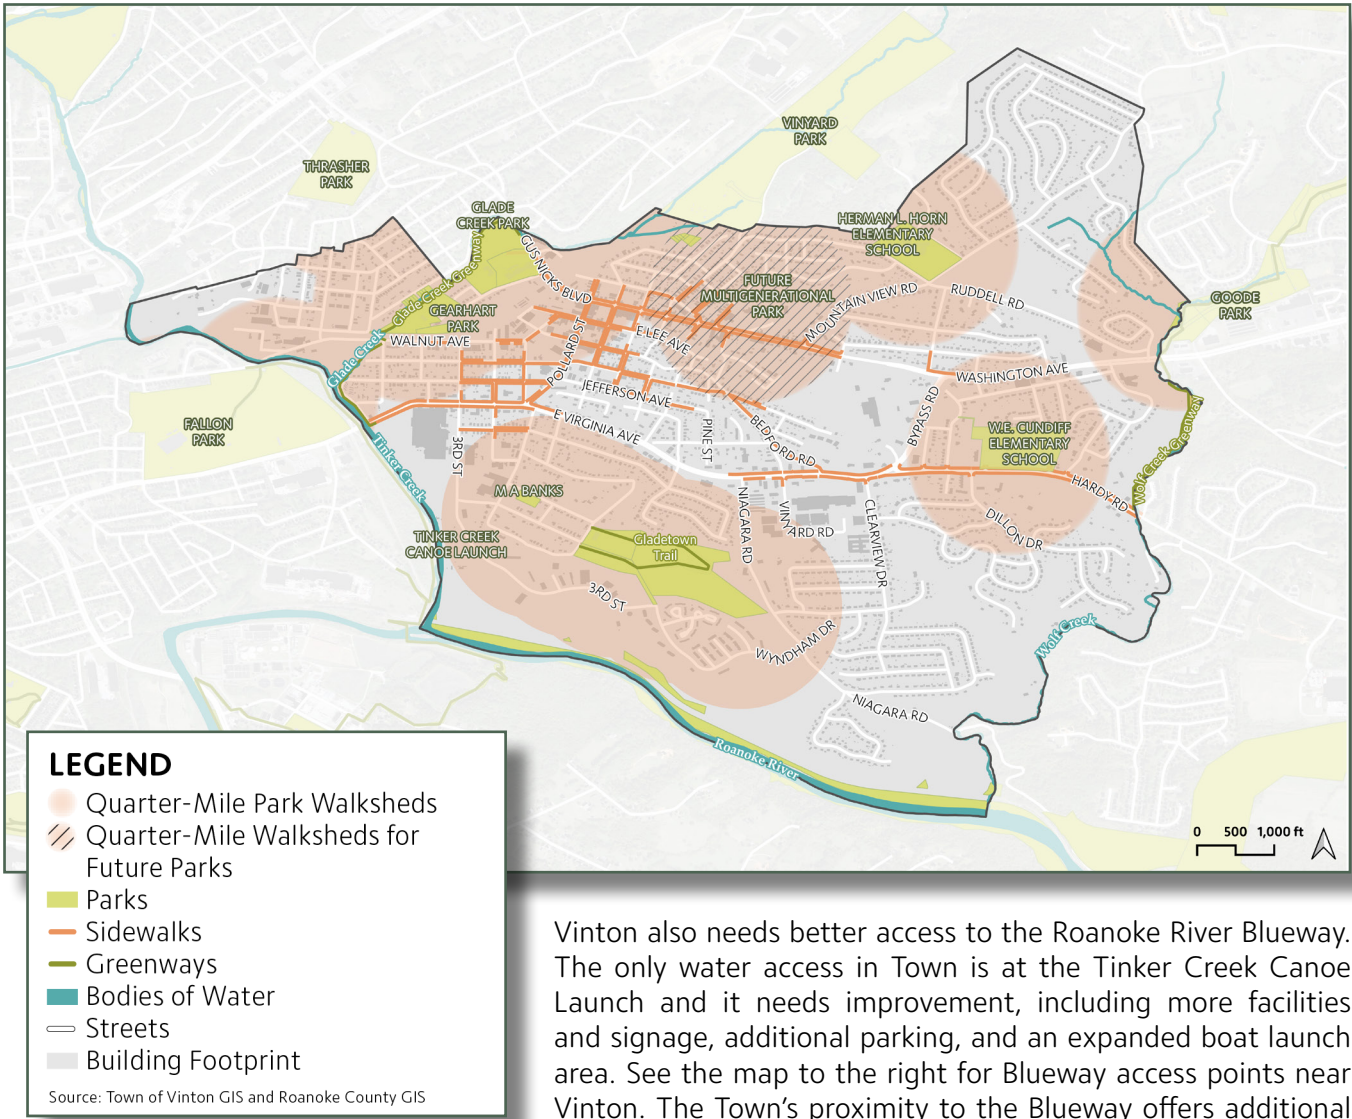 VINYARD
PARK
THRASHER
PARK
GLADE
CREEK PARK
HERMAN L. HORN
ELEMENTARY
SCHOOL
GUS NICKS BLVD
Glade Creek Greenway
FUTURE
MULTIGENERATIONAL
PARK
MOUNTAIN VIEW RD
RUDDELL RD
GOODE
PARK
GEARHART
PARK
WALNUT AVE
Glade Creek
POLLARD ST
E LEE AVE
JEFFERSON AVE
WASHINGTON AVE
BYPASS RD
FALLON
PARK
E VIRGINIA AVE
PINE ST
BEDFORD RD
W.E. CUNDIFF
ELEMENTARY
SCHOOL
Wolf Creek Greenway
3RD ST
Tinker Creek
M A BANKS
HARDY RD
NIAGARA RD
VINYARD RD
CLEARVIEW DR
DILLON DR
TINKER CREEK
CANOE LAUNCH
Gladetown
Trail
3RD ST
WYNDHAM DR
Wolf Creek
NIAGARA RD
Roanoke River
0 500 1,000 ft
LEGEND
Quarter-Mile Park Walksheds
Quarter-Mile Walksheds for
Future Parks
Parks
Sidewalks
Greenways
Bodies of Water
Streets
Building Footprint
Source: Town of Vinton GIS and Roanoke County GIS
Vinton also needs better access to the Roanoke River Blueway.
The only water access in Town is at the Tinker Creek Canoe
Launch and it needs improvement, including more facilities
and signage, additional parking, and an expanded boat launch
area. See the map to the right for Blueway access points near
Vinton. The Town's proximity to the Blueway offers additional